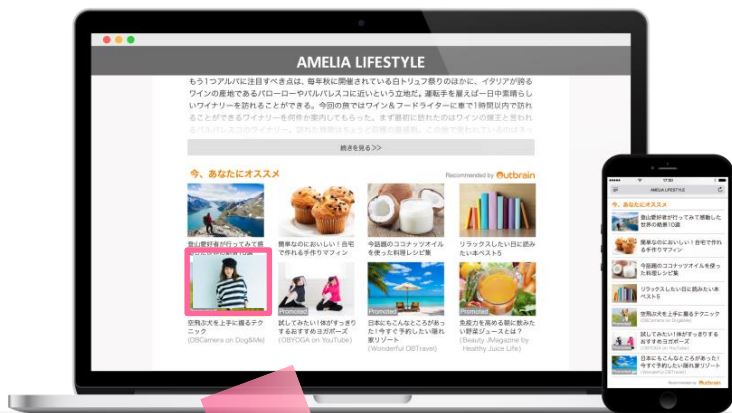 AMELIA LIFESTYLE
もう1つアルバに注目すべき点は、毎年秋に開催されている白トリュフ祭りのほかに、イタリアが誇る
ワインの産地であるバローローやバルバレスコに近いという立地だ。運転手を雇えば一日中素晴らし
いワイナリーを訪れることができる。今回の旅ではワイン&フードライターに車で1時間以内で訪れ
ることができるワイナリーを何件か案内してもらった。まず最初に訪れたのはワインの極王と言われ
続きを見る>>
今、あなたにオススメ
Recommended by Outbrain
登山愛好者が行ってみて感
簡単なのにおいしい!自宅
で作れる手作りマフィン
今話題のココナッツオイル
を使った料理レシピ集
リラックスしたい日に読み
たい本ベスト5
空飛ぶ犬を上手に撮るテク
ニック
(OBCamera on Dog&Me)
Promoted
試してみたい!体がすっきり
するおすすめヨガポーズ
(OBYOGA on YouTube)
Promoted
日本にもこんなところがあっ
た!今すぐ予約したい隠れ
家リゾート
(Wonderful OBTravel)
Promoted
免疫力を高める朝に飲みた
い野菜ジュースとは?
(Beauty JMagazine by
Healthy Juice Life)
17:30
AMELIA LIFESTYLE
今、あなたにオススメ
登山愛好者が行ってみて感動した
世界の絶景10選
簡単なのにおいしい!自宅で作れ
る手作りマフィン
今話題のココナッツオイルを使っ
た料理レシピ集
リラックスしたい日に読みたい本
ベスト5
空飛ぶ犬を上手に撮るテクニック
(OBCamera on Dog&Me)
試してみたい!体がすっきりする
おすすめヨガポーズ
(OBYOGA on YouTube)
日本にもこんなところがあった!
今すぐ予約したい隠れ家リゾート
(Wonderful OBTravel)
Recommended by Outbrain